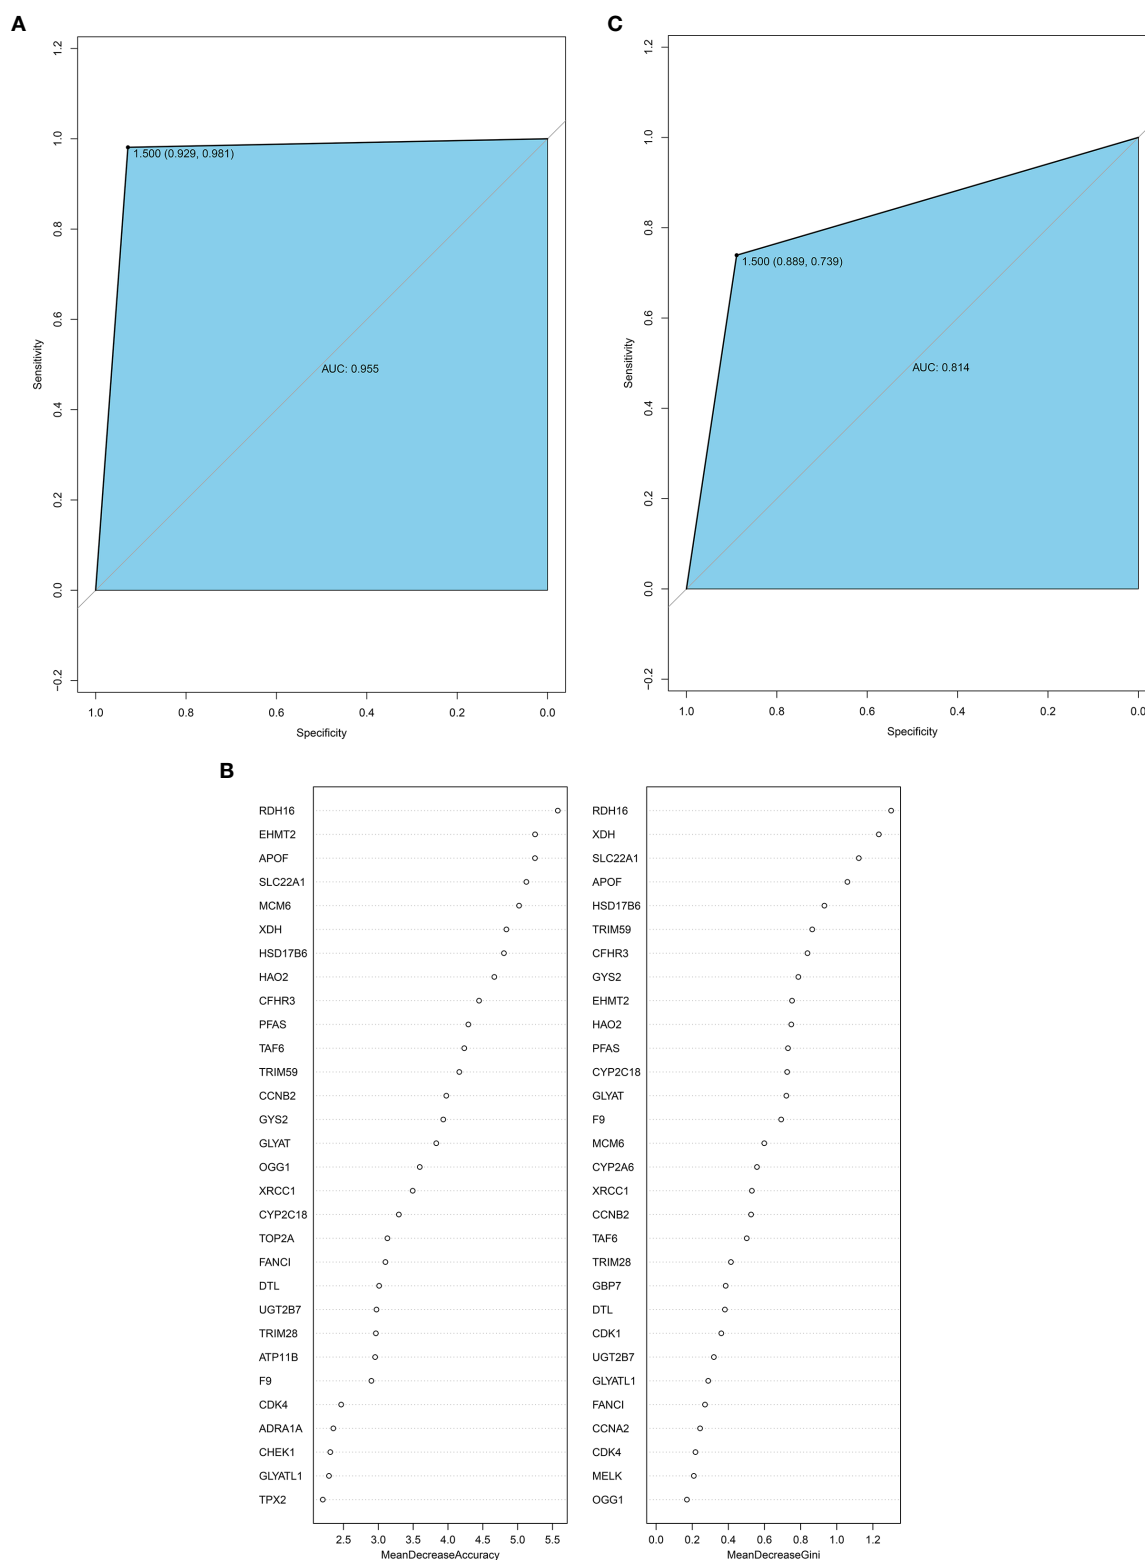 A
1.2
1.0
0.8
0.6
0.4
0.2
0.0
−0.2
Sensitivity
1.500 (0.929, 0.981)
AUC: 0.955
1.0 0.8 0.6 0.4 0.2 0.0
Specificity
C
1.2
1.0
0.8
0.6
0.4
0.2
0.0
−0.2
Sensitivity
1.500 (0.889, 0.739)
AUC: 0.814
1.0 0.8 0.6 0.4 0.2 0.0
Specificity
B
RDH16
EHMT2
APOF
SLC22A1
MCM6
XDH
HSD17B6
HAO2
CFHR3
PFAS
TAF6
TRIM59
CCNB2
GYS2
GLYAT
OGG1
XRCC1
CYP2C18
TOP2A
FANCI
DTL
UGT2B7
TRIM28
ATP11B
F9
CDK4
ADRA1A
CHEK1
GLYATL1
TPX2
2.5 3.0 3.5 4.0 4.5 5.0 5.5
MeanDecreaseAccuracy
RDH16
XDH
SLC22A1
APOF
HSD17B6
TRIM59
CFHR3
GYS2
EHMT2
HAO2
PFAS
CYP2C18
GLYAT
F9
MCM6
CYP2A6
XRCC1
CCNB2
TAF6
TRIM28
GBP7
DTL
CDK1
UGT2B7
GLYATL1
FANCI
CCNA2
CDK4
MELK
OGG1
0.0 0.2 0.4 0.6 0.8 1.0 1.2
MeanDecreaseGini